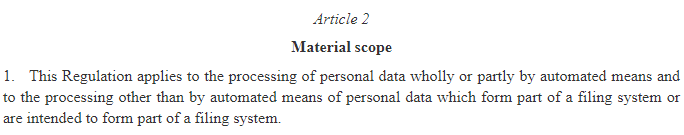 Article 2
Material scope
1. This Regulation applies to the processing of personal data wholly or partly by automated means and
to the processing other than by automated means of personal data which form part of a filing system or
are intended to form part of a filing system.